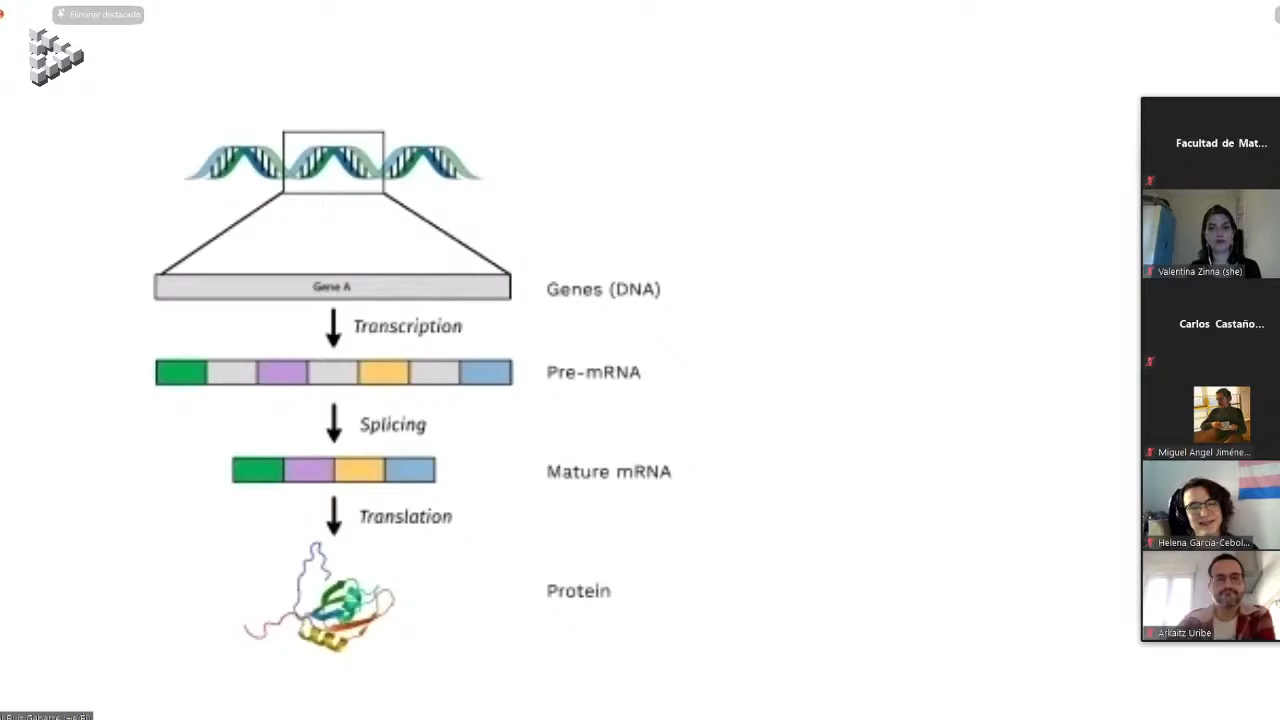 Eliminar destacado
Gene A
Genes (DNA)
Transcription
Pre-mRNA
Splicing
Mature mRNA
Translation
Protein
Facultad de Mat...
Valentina Zinna (she)
Carlos Castaño...
Miguel Angel Jiméne...
Helena García-Cebol...
Arkaitz Uribe